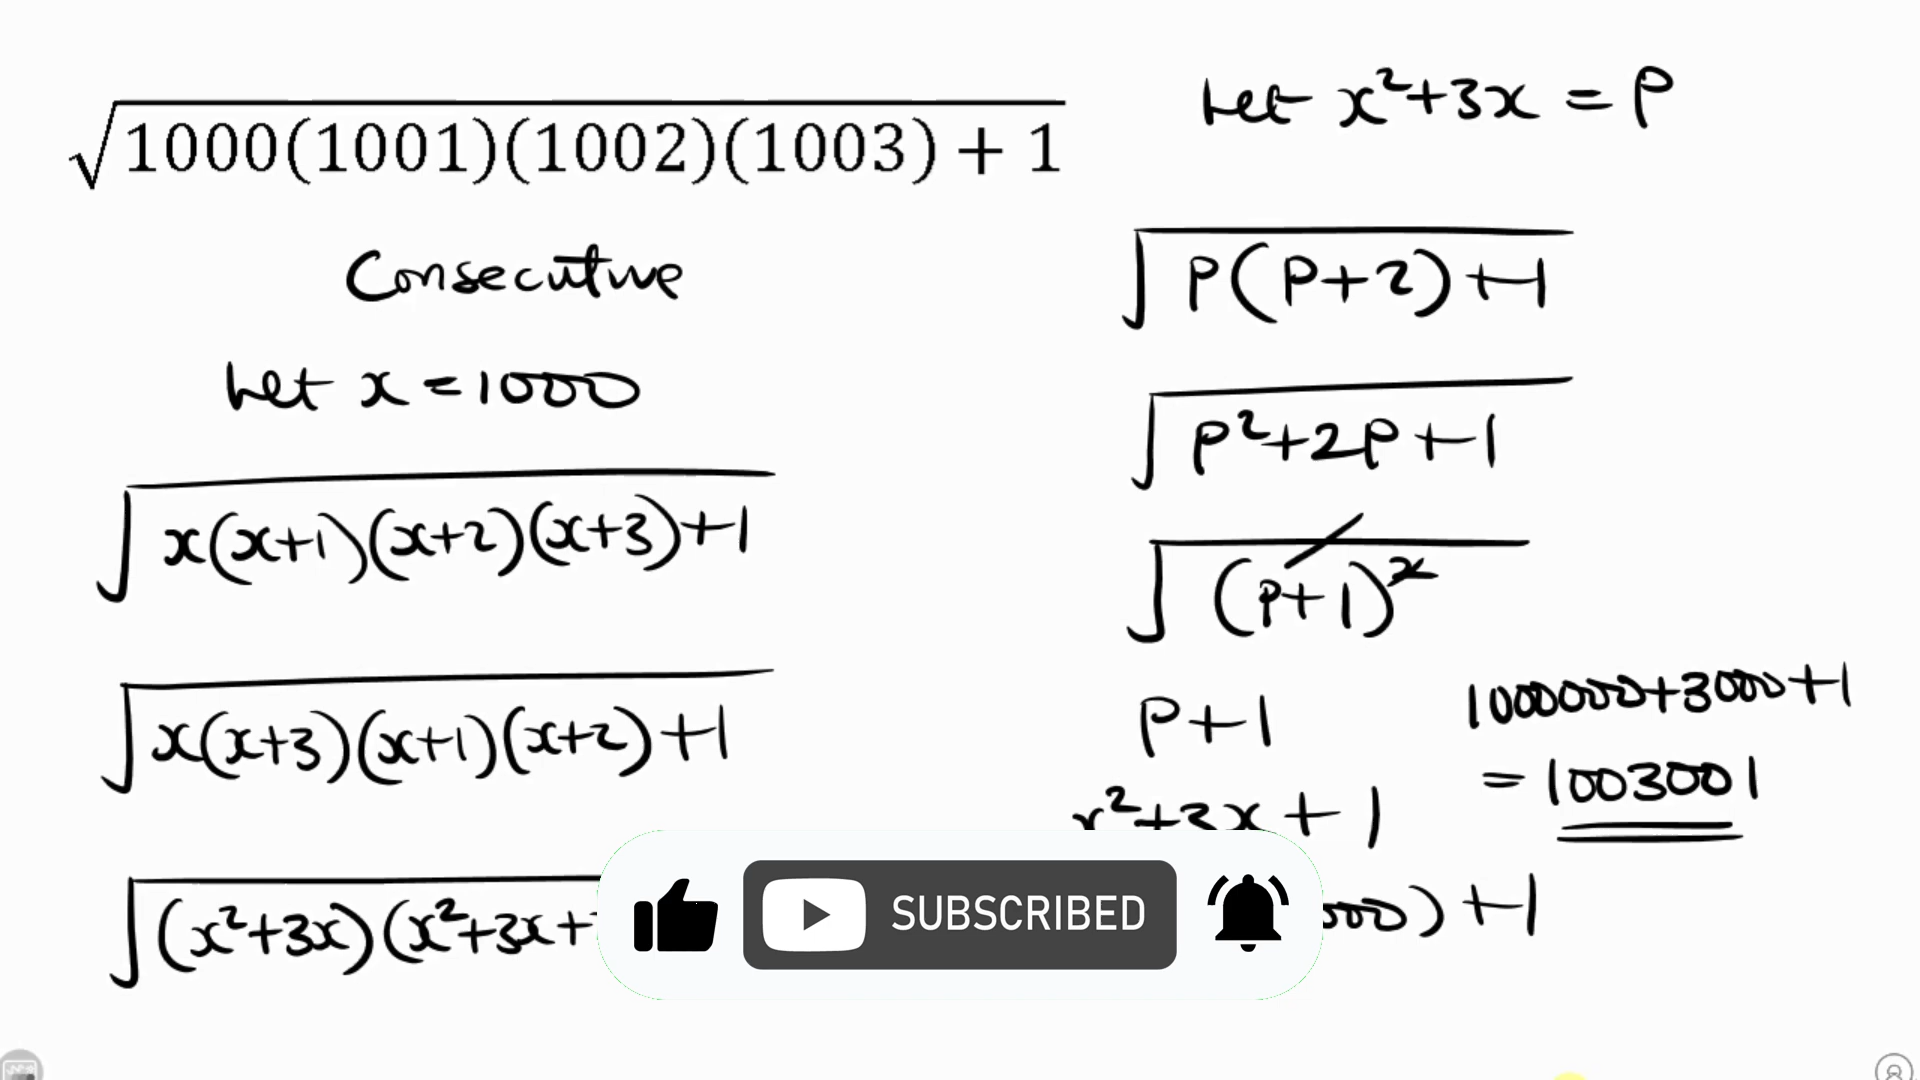 √1000(1001)(1002)(1003) + 1
Consecutive
Let x = 1000
√x(x+1)(x+2)(x+3)+1
√x(x+3)(x+1)(x+2)+1
√(x²+3x)(x²+3x+
Let x²+3x = P
√P(P+2)+1
√P²+2P+1
√(P+1)²
P+1
x²+3x+1
000)+1
1000000+3000+1
= 1003001
SUBSCRIBED